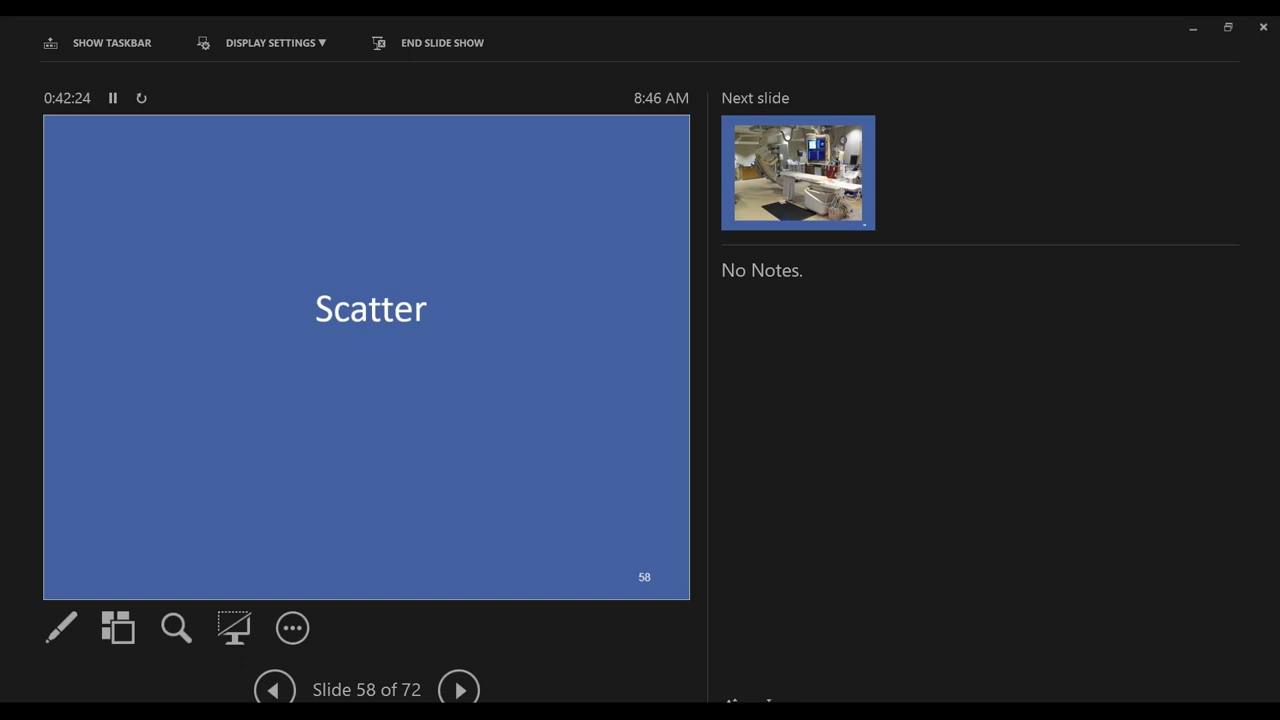 SHOW TASKBAR
DISPLAY SETTINGS ▼
END SLIDE SHOW
0:42:24
8:46 AM
Next slide
Scatter
58
No Notes.
Slide 58 of 72